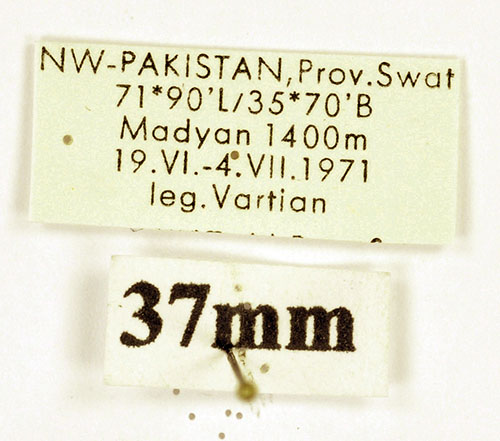 NW-PAKISTAN,Prov.Swat
71*90'L/35*70'B
Madyan 1400m
19.VI.-4.VII.1971
leg.Vartian
37mm